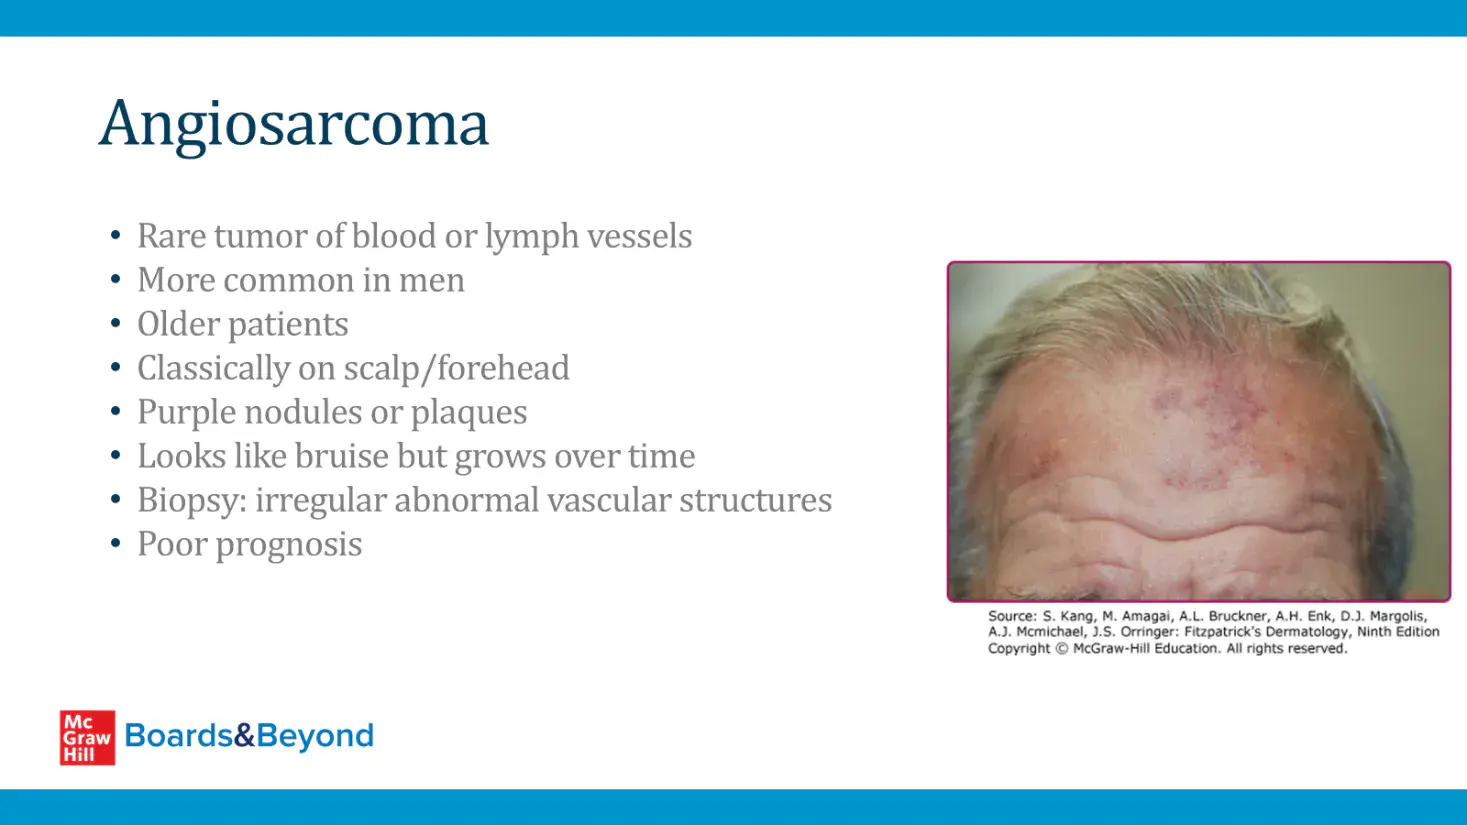 Angiosarcoma
• Rare tumor of blood or lymph vessels
• More common in men
• Older patients
• Classically on scalp/forehead
• Purple nodules or plaques
• Looks like bruise but grows over time
• Biopsy: irregular abnormal vascular structures
• Poor prognosis
Source: S. Kang, M. Amagai, A.L. Bruckner, A.H. Enk, D.J. Margolis,
A.J. Mcmichael, J.S. Orringer: Fitzpatrick's Dermatology, Ninth Edition
Copyright © McGraw-Hill Education. All rights reserved.
Mc
Graw
Hill
Boards&Beyond